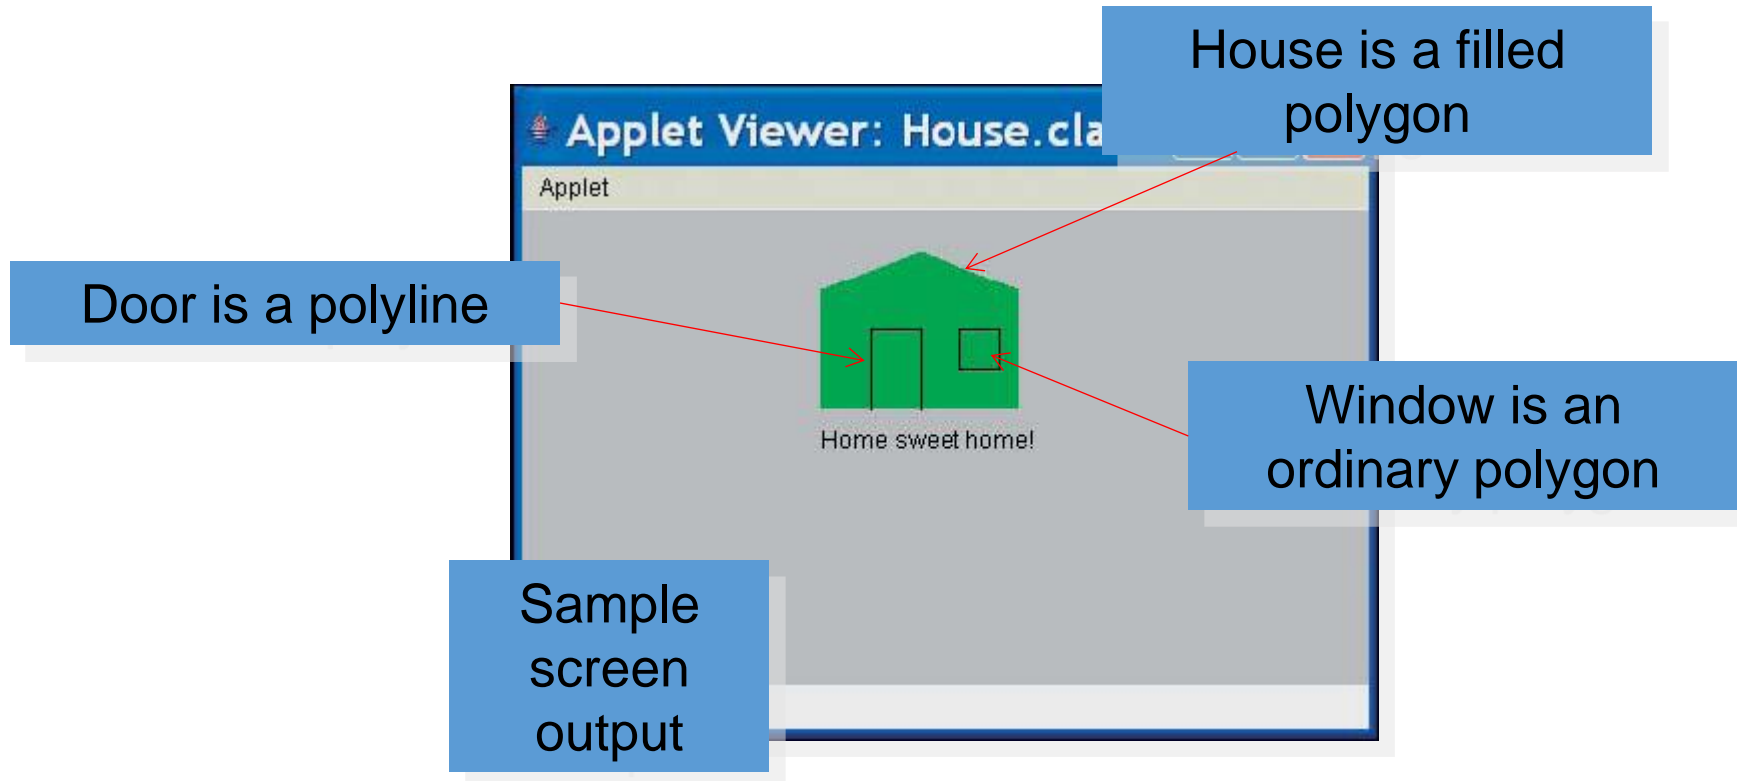 House is a filled
polygon
Applet Viewer: House.cla
Applet
Door is a polyline
Window is an
ordinary polygon
Home sweet home!
Sample
screen
output